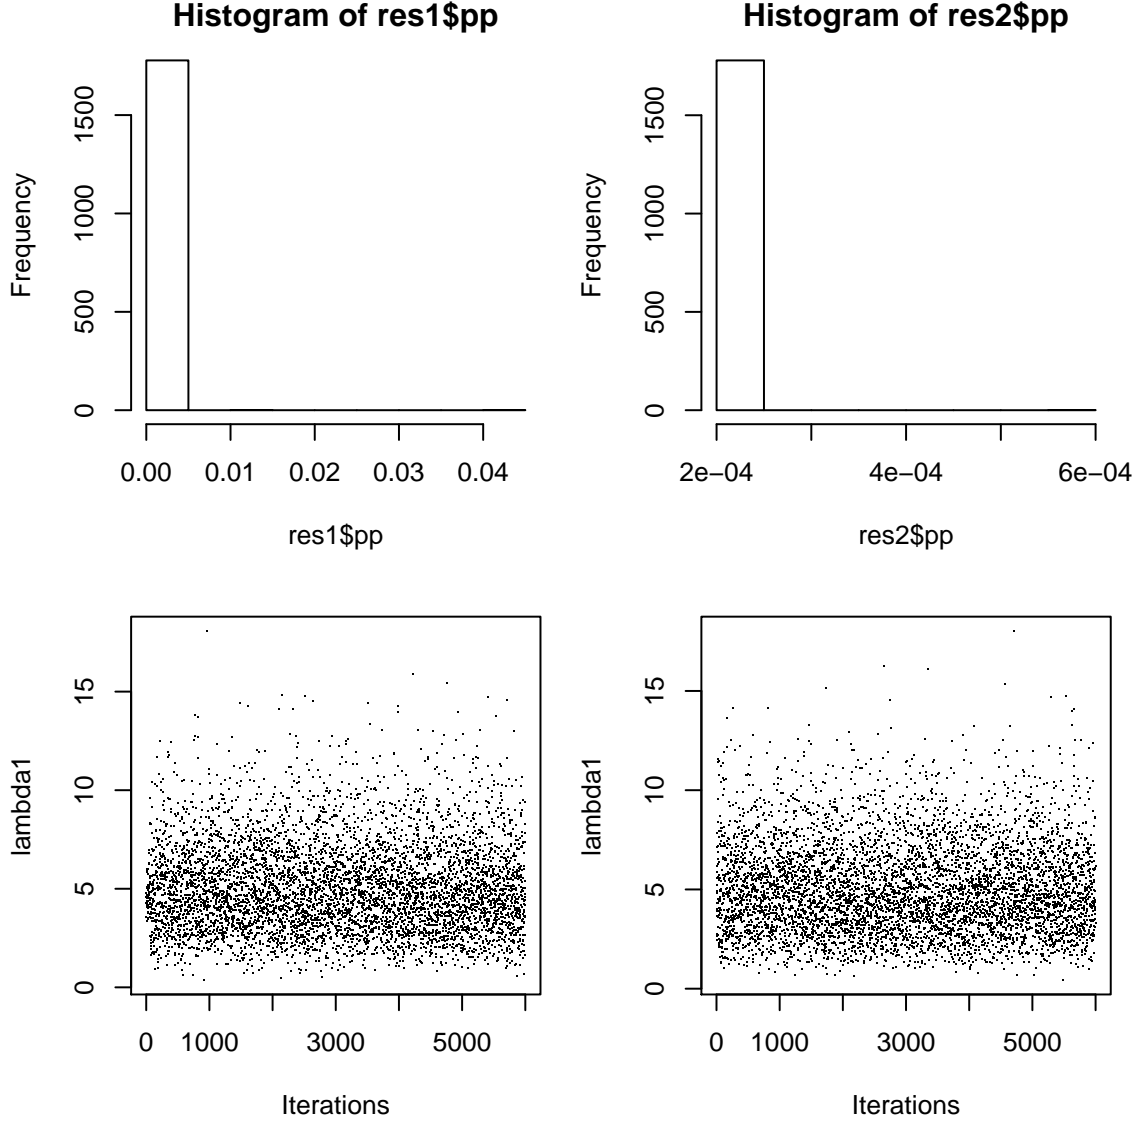 Histogram of res1$pp
Frequency
0 500 1000 1500
0.00 0.01 0.02 0.03 0.04
res1$pp
Histogram of res2$pp
Frequency
0 500 1000 1500
2e−04 4e−04 6e−04
res2$pp
lambda1
0 5 10 15
0 1000 3000 5000
Iterations
lambda1
0 5 10 15
0 1000 3000 5000
Iterations